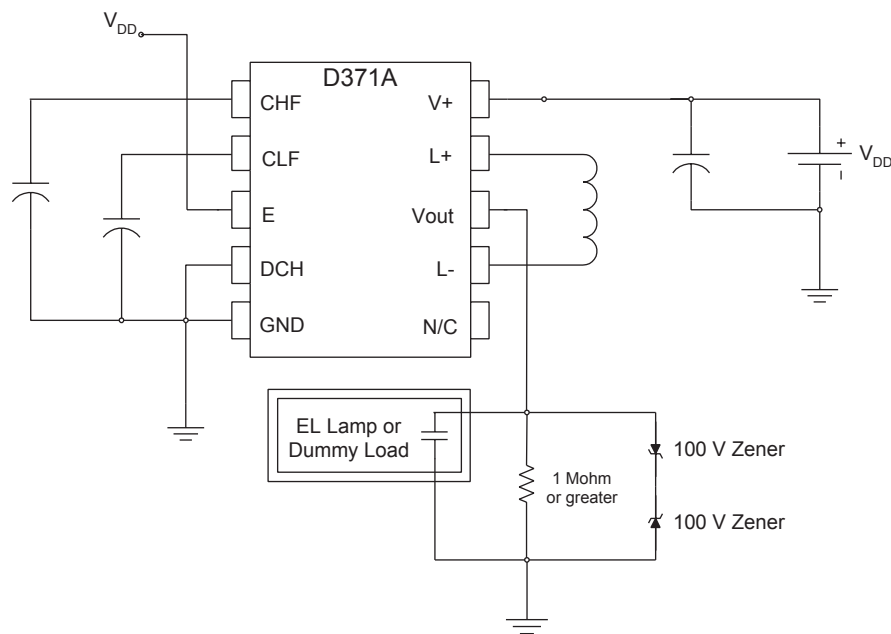 VDD
D371A
CHF
V+
CLF
L+
E
Vout
DCH
L-
GND
N/C
+
-
VDD
EL Lamp or
Dummy Load
1 Mohm
or greater
100 V Zener
100 V Zener